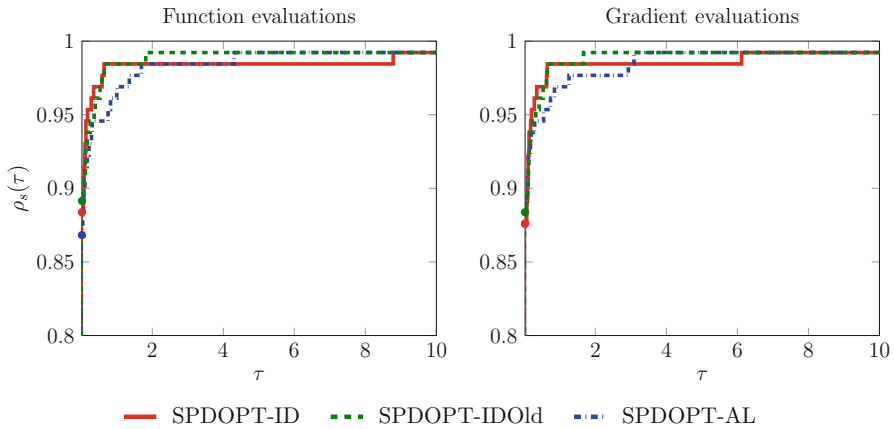 Function evaluations
Gradient evaluations
1
0.95
0.9
0.85
0.8
ρₛ(τ)
2 4 6 8 10
τ
1
0.95
0.9
0.85
0.8
2 4 6 8 10
τ
SPDOPT-ID SPDOPT-IDOld SPDOPT-AL